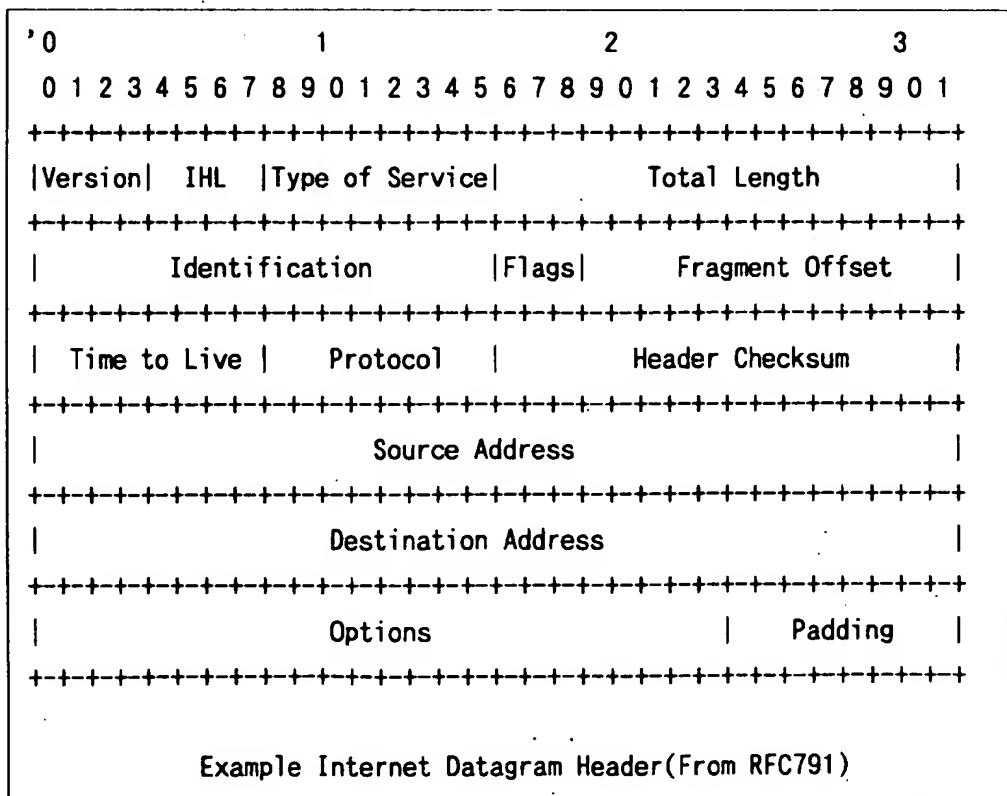 '0 1 2 3
0 1 2 3 4 5 6 7 8 9 0 1 2 3 4 5 6 7 8 9 0 1 2 3 4 5 6 7 8 9 0 1
+-+-+-+-+-+-+-+-+-+-+-+-+-+-+-+-+-+-+-+-+-+-+-+-+-+-+-+-+-+-+-+-+
|Version| IHL |Type of Service| Total Length |
+-+-+-+-+-+-+-+-+-+-+-+-+-+-+-+-+-+-+-+-+-+-+-+-+-+-+-+-+-+-+-+-+
| Identification |Flags| Fragment Offset |
+-+-+-+-+-+-+-+-+-+-+-+-+-+-+-+-+-+-+-+-+-+-+-+-+-+-+-+-+-+-+-+-+
| Time to Live | Protocol | Header Checksum |
+-+-+-+-+-+-+-+-+-+-+-+-+-+-+-+-+-+-+-+-+-+-+-+-+-+-+-+-+-+-+-+-+
| Source Address |
+-+-+-+-+-+-+-+-+-+-+-+-+-+-+-+-+-+-+-+-+-+-+-+-+-+-+-+-+-+-+-+-+
| Destination Address |
+-+-+-+-+-+-+-+-+-+-+-+-+-+-+-+-+-+-+-+-+-+-+-+-+-+-+-+-+-+-+-+-+
| Options | Padding |
+-+-+-+-+-+-+-+-+-+-+-+-+-+-+-+-+-+-+-+-+-+-+-+-+-+-+-+-+-+-+-+-+
Example Internet Datagram Header(From RFC791)